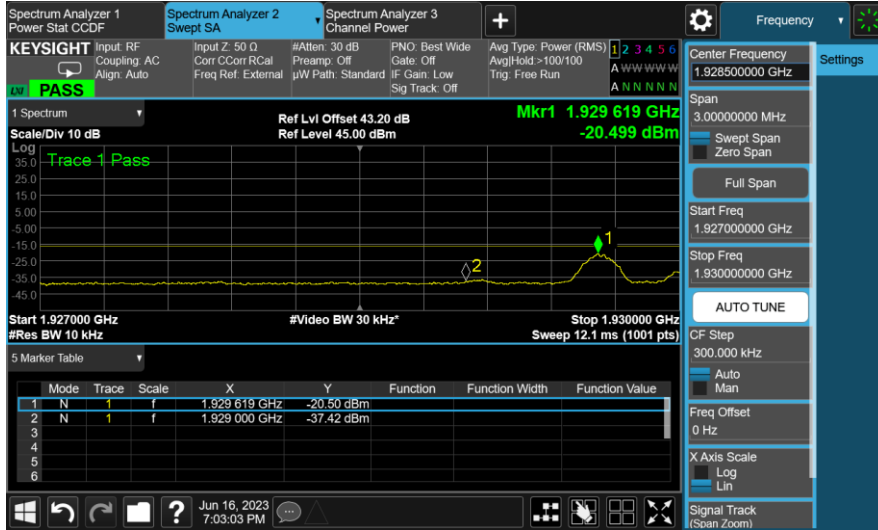 Spectrum Analyzer 1
Power Stat CCDF
Spectrum Analyzer 2
Swept SA
Spectrum Analyzer 3
Channel Power
Frequency
KEYSIGHT
Input: RF
Coupling: AC
Align: Auto
Input Z: 50 Ω
Corr CCorr RCal
Freq Ref: External
#Atten: 30 dB
Preamp: Off
µW Path: Standard
PNO: Best Wide
Gate: Off
IF Gain: Low
Sig Track: Off
Avg Type: Power (RMS)
Avg|Hold:>100/100
Trig: Free Run
1 2 3 4 5 6
A W W W W W
A N N N N N
LXI
PASS
1 Spectrum
Scale/Div 10 dB
Ref Lvl Offset 43.20 dB
Ref Level 45.00 dBm
Mkr1 1.929 619 GHz
-20.499 dBm
Log
Trace 1 Pass
35.0
25.0
15.0
5.00
-5.00
-15.0
-25.0
-35.0
-45.0
1
2
Start 1.927000 GHz
#Res BW 10 kHz
#Video BW 30 kHz*
Stop 1.930000 GHz
Sweep 12.1 ms (1001 pts)
5 Marker Table
Mode Trace Scale X Y Function Function Width Function Value
1 N 1 f 1.929 619 GHz -20.50 dBm
2 N 1 f 1.929 000 GHz -37.42 dBm
3
4
5
6
Center Frequency
1.928500000 GHz
Settings
Span
3.00000000 MHz
Swept Span
Zero Span
Full Span
Start Freq
1.927000000 GHz
Stop Freq
1.930000000 GHz
AUTO TUNE
CF Step
300.000 kHz
Auto
Man
Freq Offset
0 Hz
X Axis Scale
Log
Lin
Signal Track
(Span Zoom)
?
Jun 16, 2023
7:03:03 PM